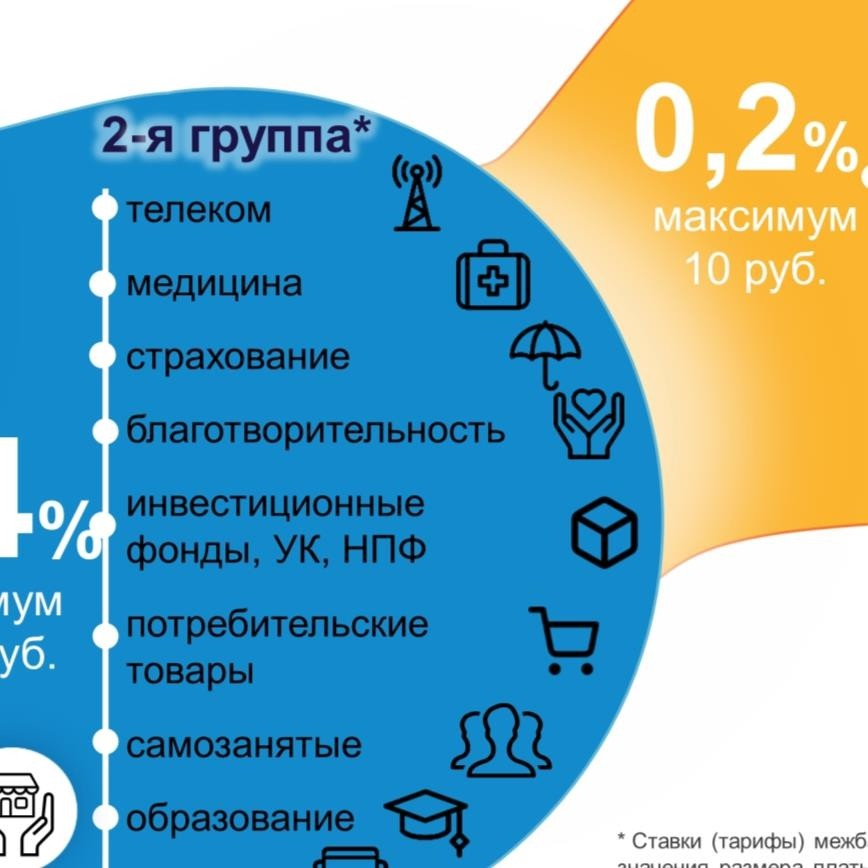 2-я группа*
телеком
медицина
страхование
благотворительность
инвестиционные
фонды, УК, НПФ
потребительские
товары
самозанятые
образование
%
уб.
0,2%
максимум
10 руб.
* Ставки (тарифы)